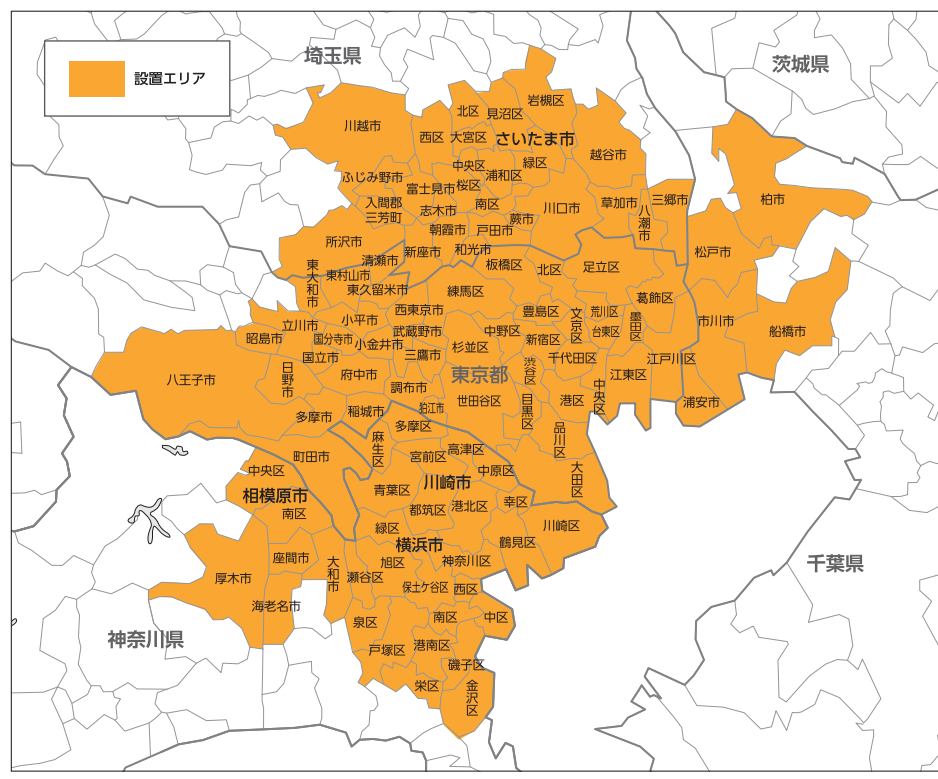 埼玉県
茨城県
設置エリア
川越市
北区
見沼区
岩槻区
西区
大宮区
さいたま市
越谷市
中央区
緑区
ふじみ野市
富士見市
桜区
浦和区
入間郡
三芳町
志木市
南区
川口市
草加市
八潮市
三郷市
柏市
蕨市
朝霞市
戸田市
所沢市
新座市
和光市
松戸市
清瀬市
東大和市
東村山市
板橋区
北区
足立区
東久留米市
練馬区
葛飾区
西東京市
豊島区
文京区
荒川区
墨田区
市川市
船橋市
立川市
小平市
武蔵野市
中野区
台東区
昭島市
国分寺市
小金井市
杉並区
新宿区
国立市
三鷹市
千代田区
江戸川区
八王子市
日野市
府中市
東京都
渋谷区
江東区
調布市
世田谷区
目黒区
港区
中央区
浦安市
狛江市
多摩市
稲城市
多摩区
品川区
麻生区
宮前区
高津区
町田市
中原区
大田区
中央区
川崎市
相模原市
青葉区
南区
都筑区
港北区
幸区
緑区
川崎区
横浜市
鶴見区
座間市
大和市
旭区
神奈川区
厚木市
瀬谷区
保土ケ谷区
西区
千葉県
海老名市
泉区
南区
中区
神奈川県
戸塚区
港南区
磯子区
栄区
金沢区